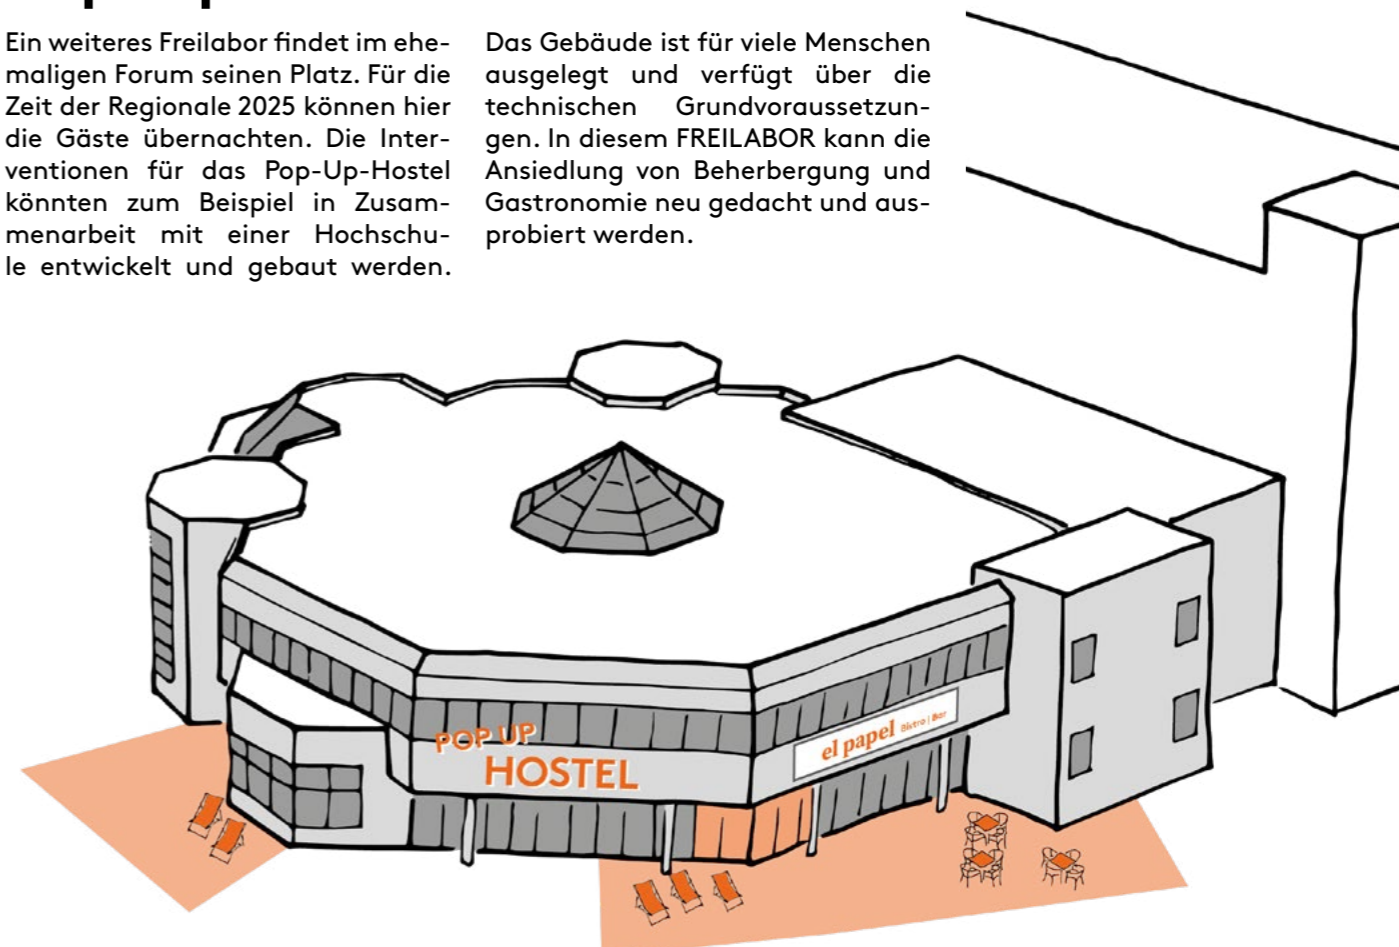 Ein weiteres Freilabor findet im ehe-
maligen Forum seinen Platz. Für die
Zeit der Regionale 2025 können hier
die Gäste übernachten. Die Inter-
ventionen für das Pop-Up-Hostel
könnten zum Beispiel in Zusam-
menarbeit mit einer Hochschu-
le entwickelt und gebaut werden.
Das Gebäude ist für viele Menschen
ausgelegt und verfügt über die
technischen Grundvoraussetzun-
gen. In diesem FREILABOR kann die
Ansiedlung von Beherbergung und
Gastronomie neu gedacht und aus-
probiert werden.
POP UP
HOSTEL
el papel Bistro | Bar